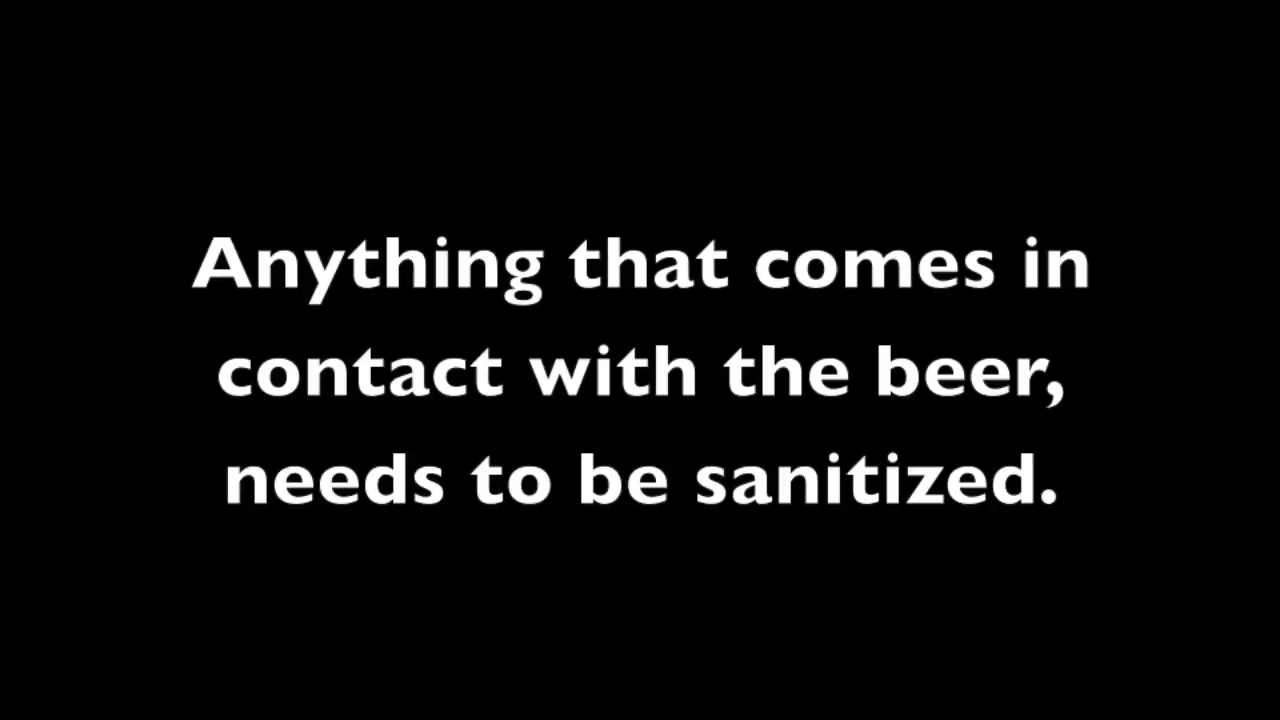 Anything that comes in
contact with the beer,
needs to be sanitized.